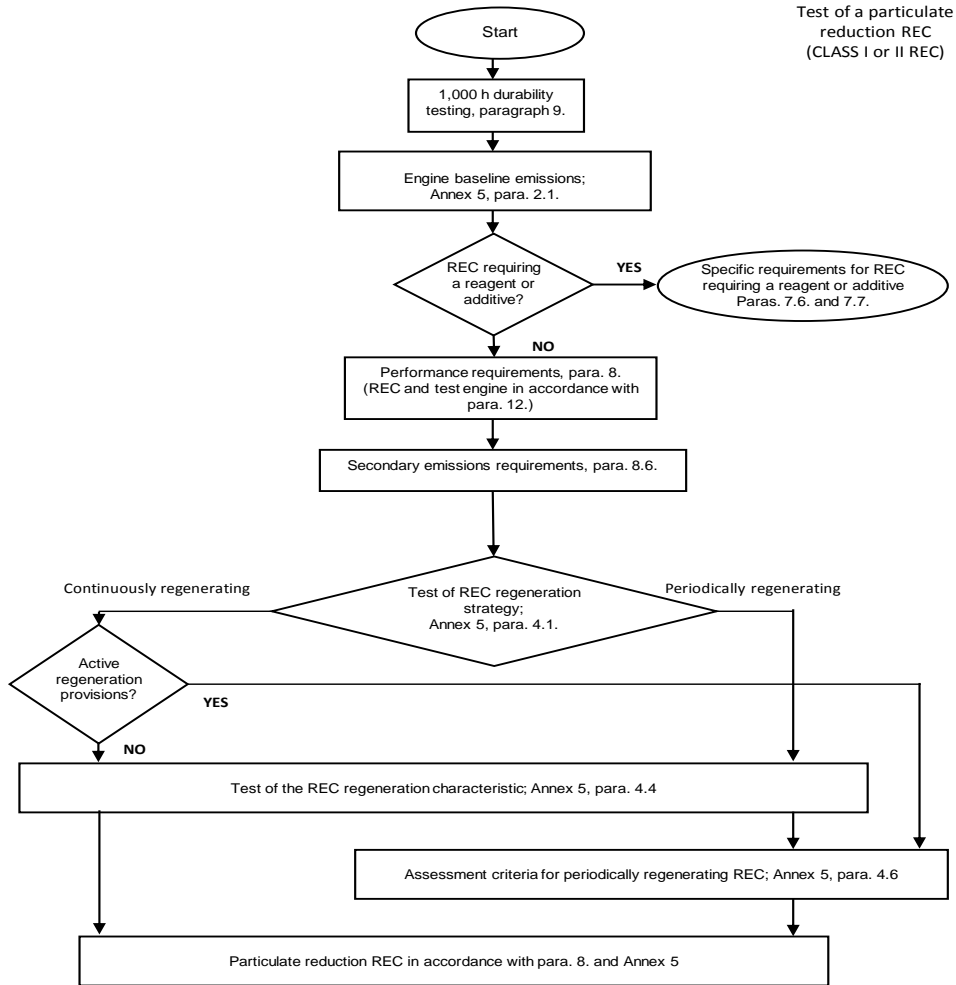 Test of a particulate
reduction REC
(CLASS I or II REC)
Start
1,000 h durability
testing, paragraph 9.
Engine baseline emissions;
Annex 5, para. 2.1.
REC requiring
a reagent or
additive?
YES
Specific requirements for REC
requiring a reagent or additive
Paras. 7.6. and 7.7.
NO
Performance requirements, para. 8.
(REC and test engine in accordance with
para. 12.)
Secondary emissions requirements, para. 8.6.
Continuously regenerating
Test of REC regeneration
strategy;
Annex 5, para. 4.1.
Periodically regenerating
Active
regeneration
provisions?
YES
NO
Test of the REC regeneration characteristic; Annex 5, para. 4.4
Assessment criteria for periodically regenerating REC; Annex 5, para. 4.6
Particulate reduction REC in accordance with para. 8. and Annex 5